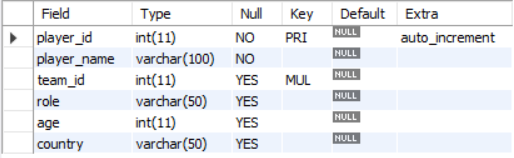 Field Type Null Key Default Extra
player_id int(11) NO PRI NULL auto_increment
player_name varchar(100) NO NULL
team_id int(11) YES MUL NULL
role varchar(50) YES NULL
age int(11) YES NULL
country varchar(50) YES NULL